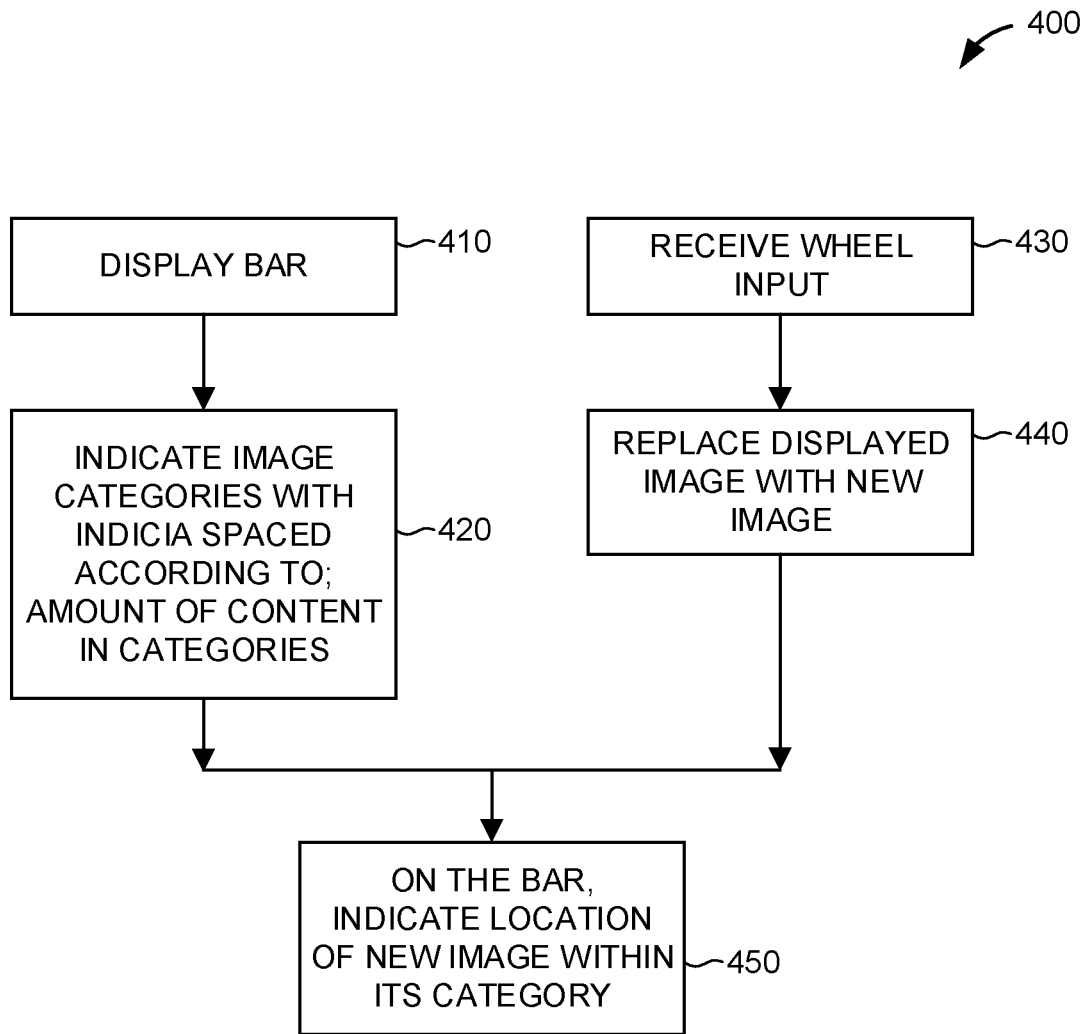 400
DISPLAY BAR
410
RECEIVE WHEEL
INPUT
430
INDICATE IMAGE
CATEGORIES WITH
INDICIA SPACED
ACCORDING TO;
AMOUNT OF CONTENT
IN CATEGORIES
420
REPLACE DISPLAYED
IMAGE WITH NEW
IMAGE
440
ON THE BAR,
INDICATE LOCATION
OF NEW IMAGE WITHIN
ITS CATEGORY
450